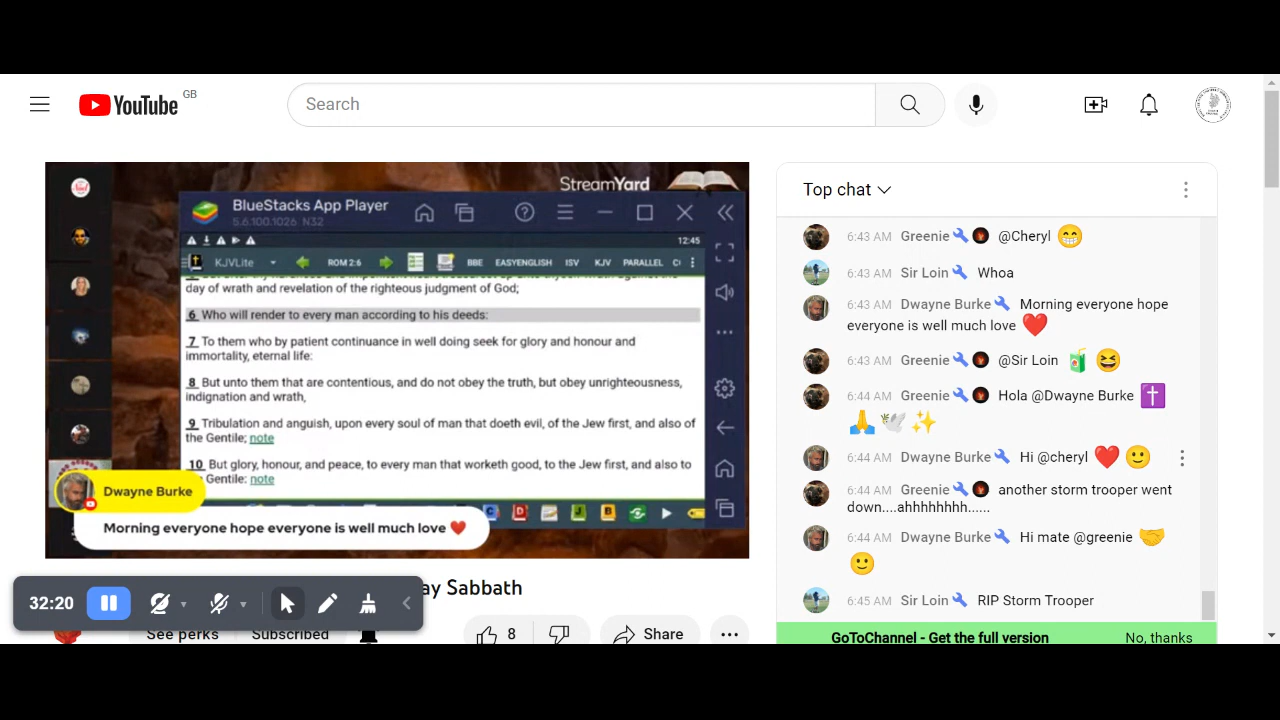 YouTube GB
Search
StreamYard
BlueStacks App Player
5.6.100.1026 N32
12:45
KJVLite
ROM 2:6
BBE EASYENGLISH ISV KJV PARALLEL
day of wrath and revelation of the righteous judgment of God;
6 Who will render to every man according to his deeds:
7 To them who by patient continuance in well doing seek for glory and honour and
immortality, eternal life:
8 But unto them that are contentious, and do not obey the truth, but obey unrighteousness,
indignation and wrath,
9 Tribulation and anguish, upon every soul of man that doeth evil, of the Jew first, and also of
the Gentile; note
10 But glory, honour, and peace, to every man that worketh good, to the Jew first, and also to
Gentile: note
Dwayne Burke
Morning everyone hope everyone is well much love ❤️
32:20
ay Sabbath
See perks
Subscribed
8
Share
Top chat
6:43 AM Greenie @Cheryl 😁
6:43 AM Sir Loin Whoa
6:43 AM Dwayne Burke Morning everyone hope
everyone is well much love ❤️
6:43 AM Greenie @Sir Loin 🧃 😆
6:44 AM Greenie Hola @Dwayne Burke ✝️
🙏 🕊️ ✨
6:44 AM Dwayne Burke Hi @cheryl ❤️ 🙂
6:44 AM Greenie another storm trooper went
down....ahhhhhhhh......
6:44 AM Dwayne Burke Hi mate @greenie 🤝
🙂
6:45 AM Sir Loin RIP Storm Trooper
GoToChannel - Get the full version No, thanks